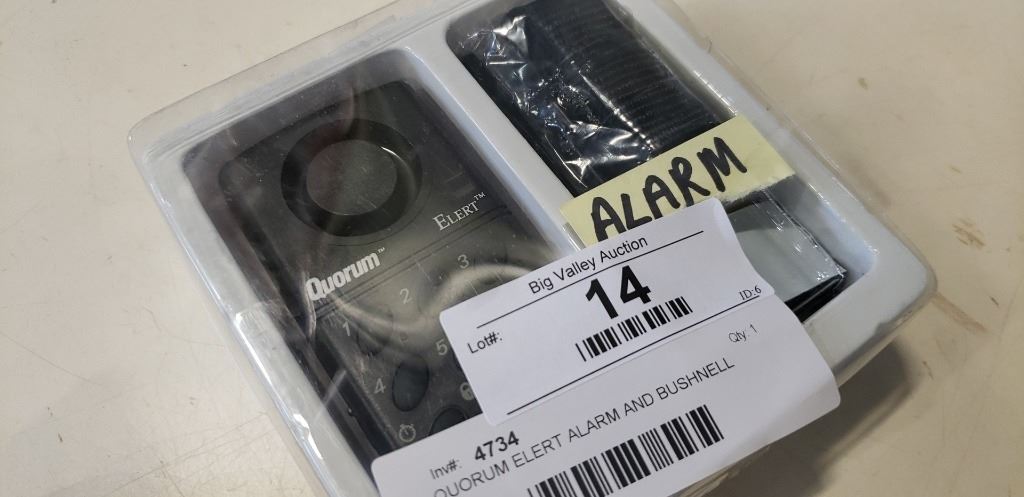 ALARM
ELERT™
Quorum™
1 2 3
4 5
Big Valley Auction
Lot#: 14
ID:6
Qty: 1
Inv#: 4734
QUORUM ELERT ALARM AND BUSHNELL